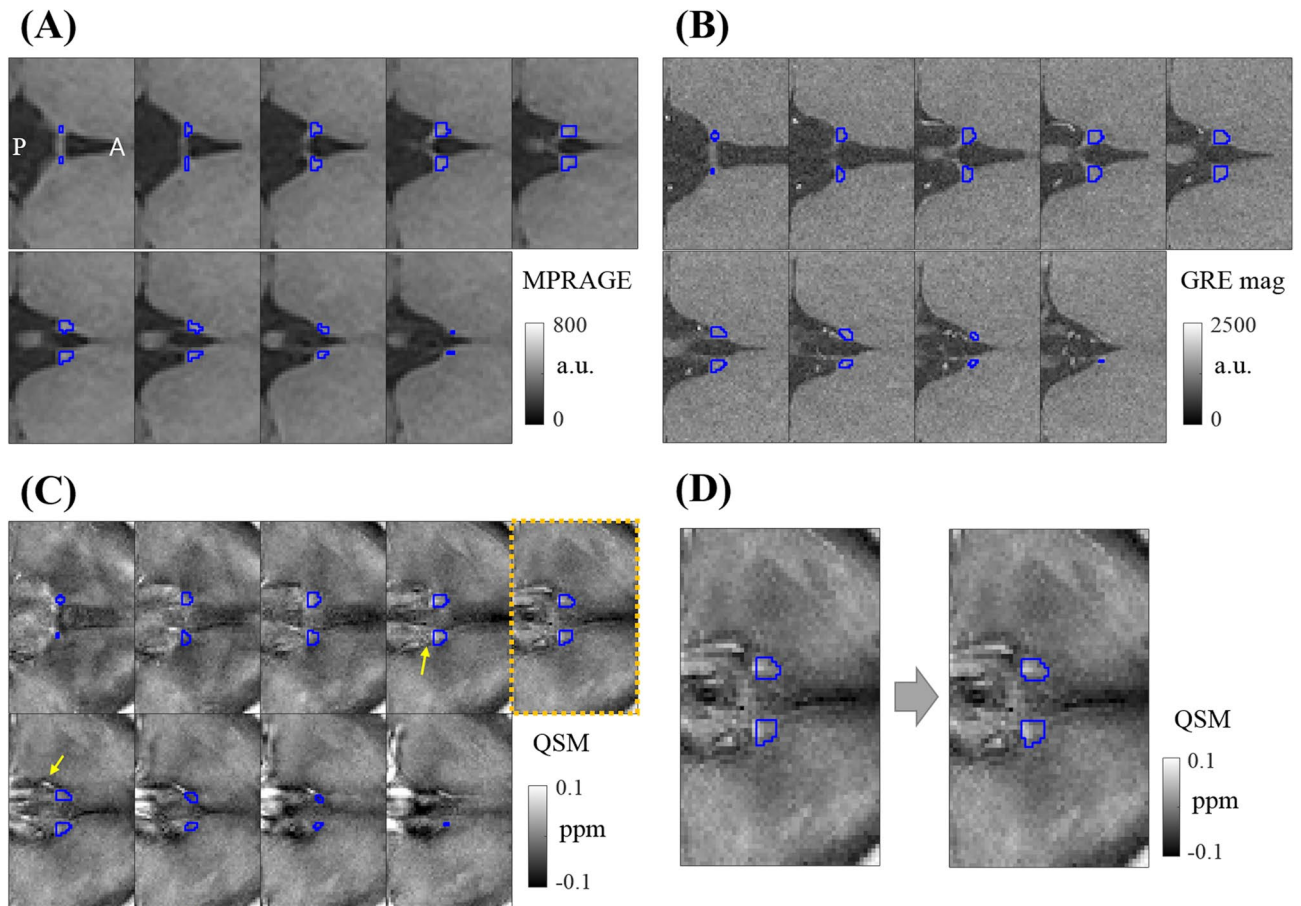 (A)
P
A
MPRAGE
800
a.u.
0
(B)
GRE mag
2500
a.u.
0
(C)
QSM
0.1
ppm
-0.1
(D)
QSM
0.1
ppm
-0.1